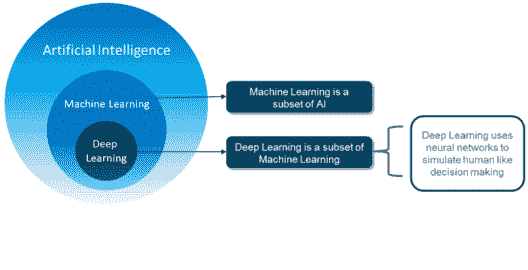 Artificial Intelligence
Machine Learning
Deep
Learning
Machine Learning is a
subset of AI
Deep Learning is a subset of
Machine Learning
Deep Learning uses
neural networks to
simulate human like
decision making